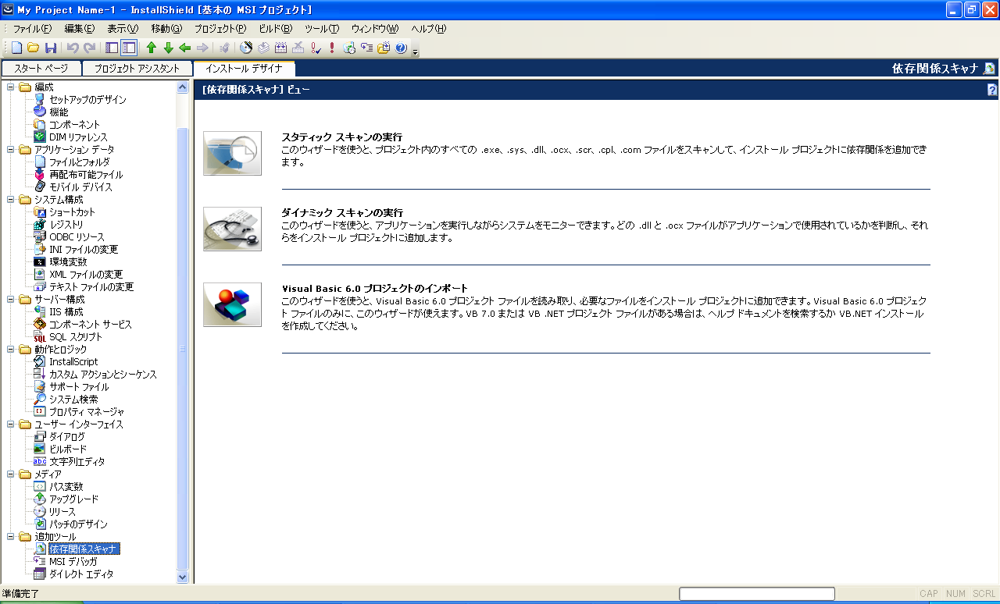 My Project Name-1 - InstallShield [基本の MSI プロジェクト]
ファイル(F) 編集(E) 表示(V) 移動(G) プロジェクト(P) ビルド(B) ツール(T) ウィンドウ(W) ヘルプ(H)
スタート ページ プロジェクト アシスタント インストール デザイナ 依存関係スキャナ
編成
セットアップのデザイン
機能
コンポーネント
DIM リファレンス
アプリケーション データ
ファイルとフォルダ
再配布可能ファイル
モバイル デバイス
システム構成
ショートカット
レジストリ
ODBC リソース
INI ファイルの変更
環境変数
XML ファイルの変更
テキスト ファイルの変更
サーバー構成
IIS 構成
コンポーネント サービス
SQL スクリプト
動作とロジック
InstallScript
カスタム アクションとシーケンス
サポート ファイル
システム検索
プロパティ マネージャ
ユーザー インターフェイス
ダイアログ
ビルボード
文字列エディタ
メディア
パス変数
アップグレード
リリース
パッチのデザイン
追加ツール
依存関係スキャナ
MSI デバッガ
ダイレクト エディタ
[依存関係スキャナ] ビュー
スタティック スキャンの実行
このウィザードを使うと、プロジェクト内のすべての .exe、.sys、.dll、.ocx、.scr、.cpl、.com ファイルをスキャンして、インストール プロジェクトに依存関係を追加でき
ます。
ダイナミック スキャンの実行
このウィザードを使うと、アプリケーションを実行しながらシステムをモニターできます。どの .dll と .ocx ファイルがアプリケーションで使用されているかを判断し、それ
らをインストール プロジェクトに追加します。
Visual Basic 6.0 プロジェクトのインポート
このウィザードを使うと、Visual Basic 6.0 プロジェクト ファイルを読み取り、必要なファイルをインストール プロジェクトに追加できます。Visual Basic 6.0 プロジェク
ト ファイルのみに、このウィザードが使えます。VB 7.0 または VB .NET プロジェクト ファイルがある場合は、ヘルプ ドキュメントを検索するか VB.NET インストール
を作成してください。
準備完了 CAP NUM SCRL